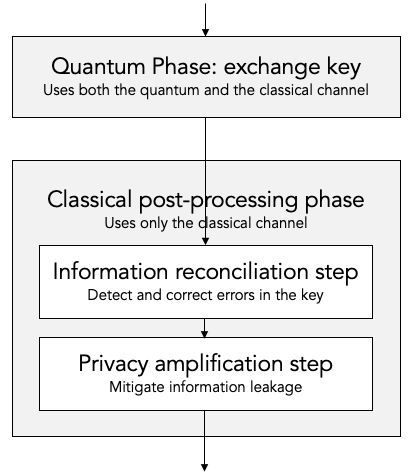 Quantum Phase: exchange key
Uses both the quantum and the classical channel
Classical post-processing phase
Uses only the classical channel
Information reconciliation step
Detect and correct errors in the key
Privacy amplification step
Mitigate information leakage